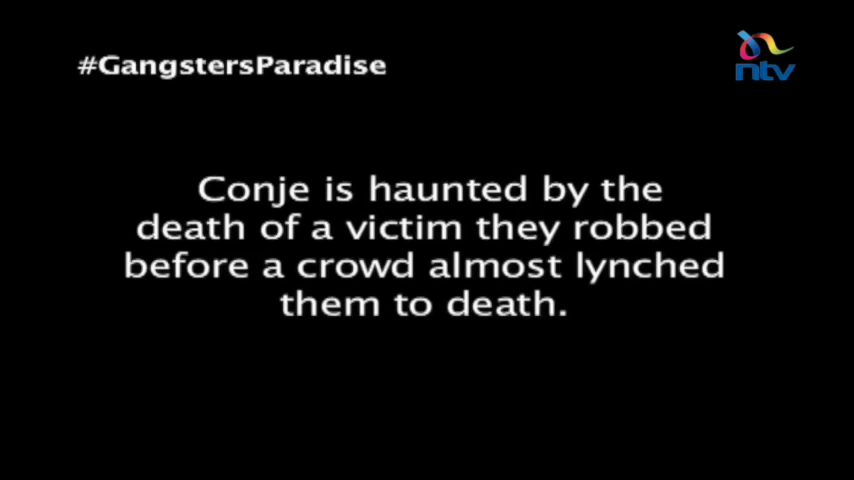 #GangstersParadise
ntv
Conje is haunted by the
death of a victim they robbed
before a crowd almost lynched
them to death.